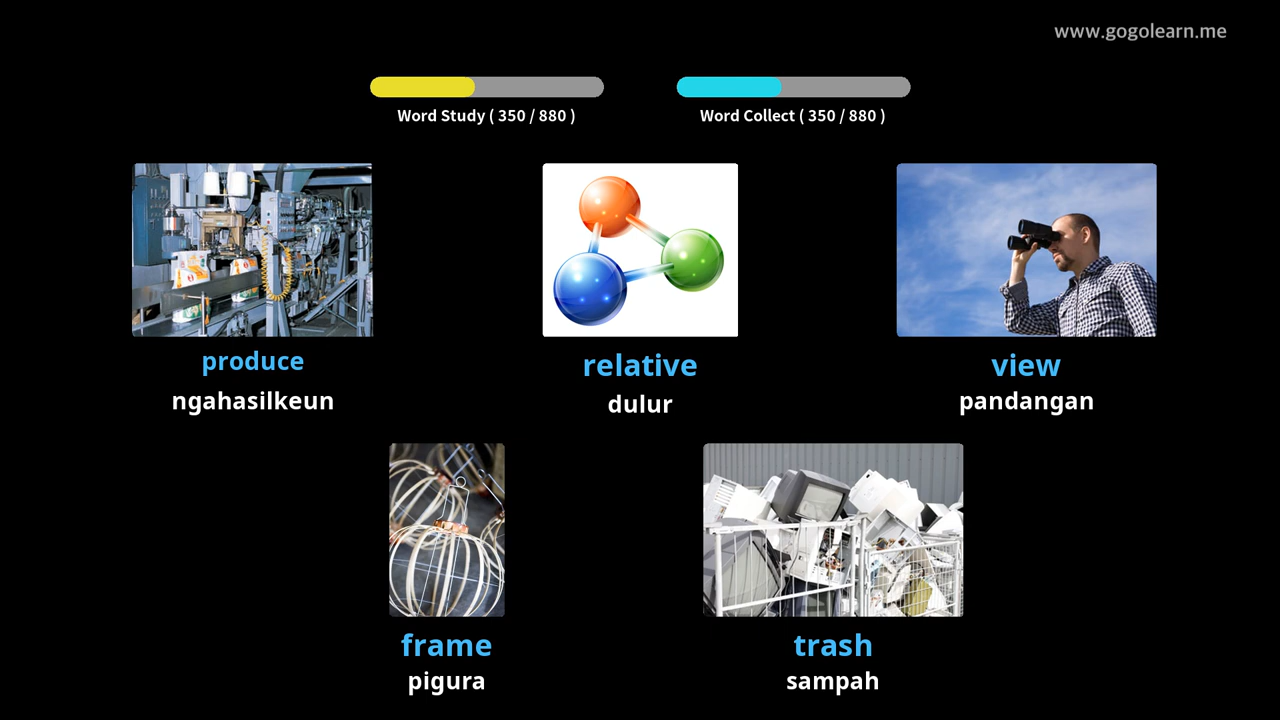 www.gogolearn.me
Word Study ( 350 / 880 )
Word Collect ( 350 / 880 )
produce
ngahasilkeun
relative
dulur
view
pandangan
frame
pigura
trash
sampah